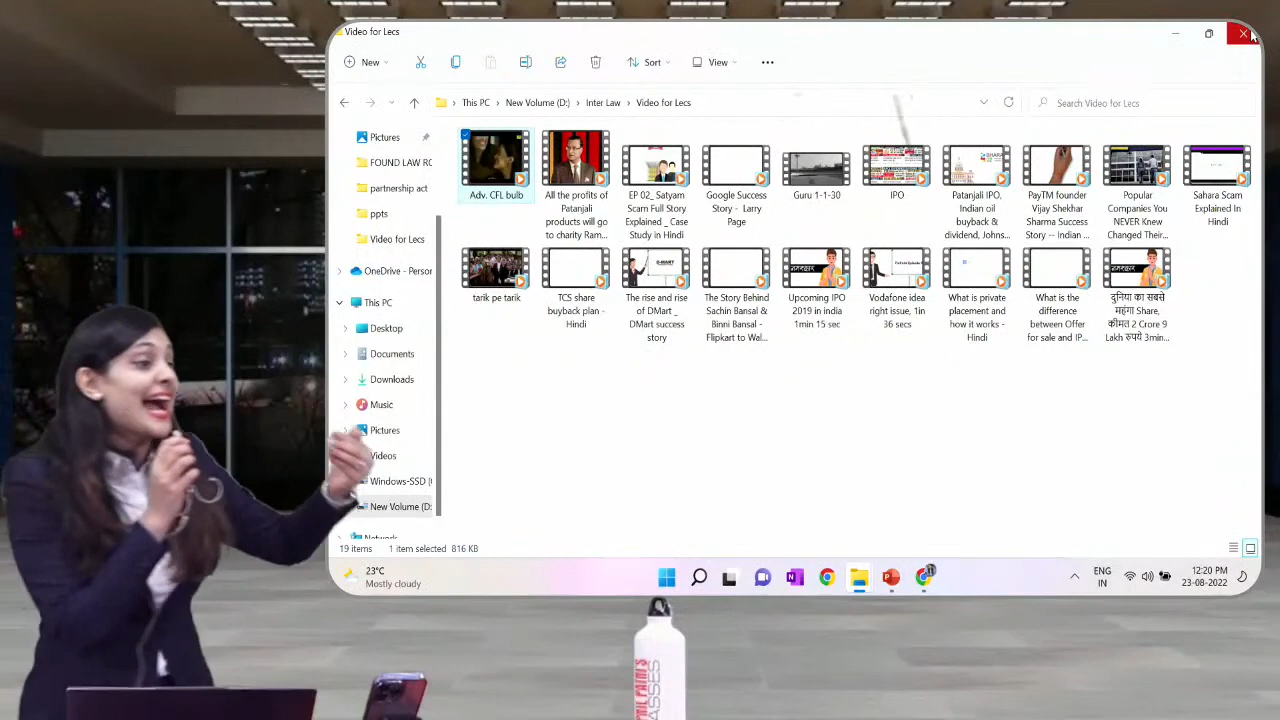 Video for Lecs
New
Sort
View
This PC
New Volume (D:)
Inter Law
Video for Lecs
Search Video for Lecs
Pictures
FOUND LAW RO
partnership act
ppts
Video for Lecs
OneDrive - Person
This PC
Desktop
Documents
Downloads
Music
Pictures
Videos
Windows-SSD (
New Volume (D:
Network
Adv. CFL bulb
All the profits of
Patanjali
products will go
to charity Ram...
EP 02_ Satyam
Scam Full Story
Explained _ Case
Study in Hindi
Google Success
Story - Larry
Page
Guru 1-1-30
IPO
Patanjali IPO,
Indian oil
buyback &
dividend, Johns...
PayTM founder
Vijay Shekhar
Sharma Success
Story -- Indian ...
Popular
Companies You
NEVER Knew
Changed Their...
Sahara Scam
Explained In
Hindi
tarik pe tarik
TCS share
buyback plan -
Hindi
The rise and rise
of DMart _
DMart success
story
The Story Behind
Sachin Bansal &
Binni Bansal -
Flipkart to Wal...
Upcoming IPO
2019 in india
1min 15 sec
Vodafone idea
right issue, 1in
36 secs
What is private
placement and
how it works -
Hindi
What is the
difference
between Offer
for sale and IP...
दुनिया का सबसे
महंगा Share,
कीमत 2 Crore 9
Lakh रुपये 3min...
19 items
1 item selected 816 KB
23°C
Mostly cloudy
ENG
IN
12:20 PM
23-08-2022